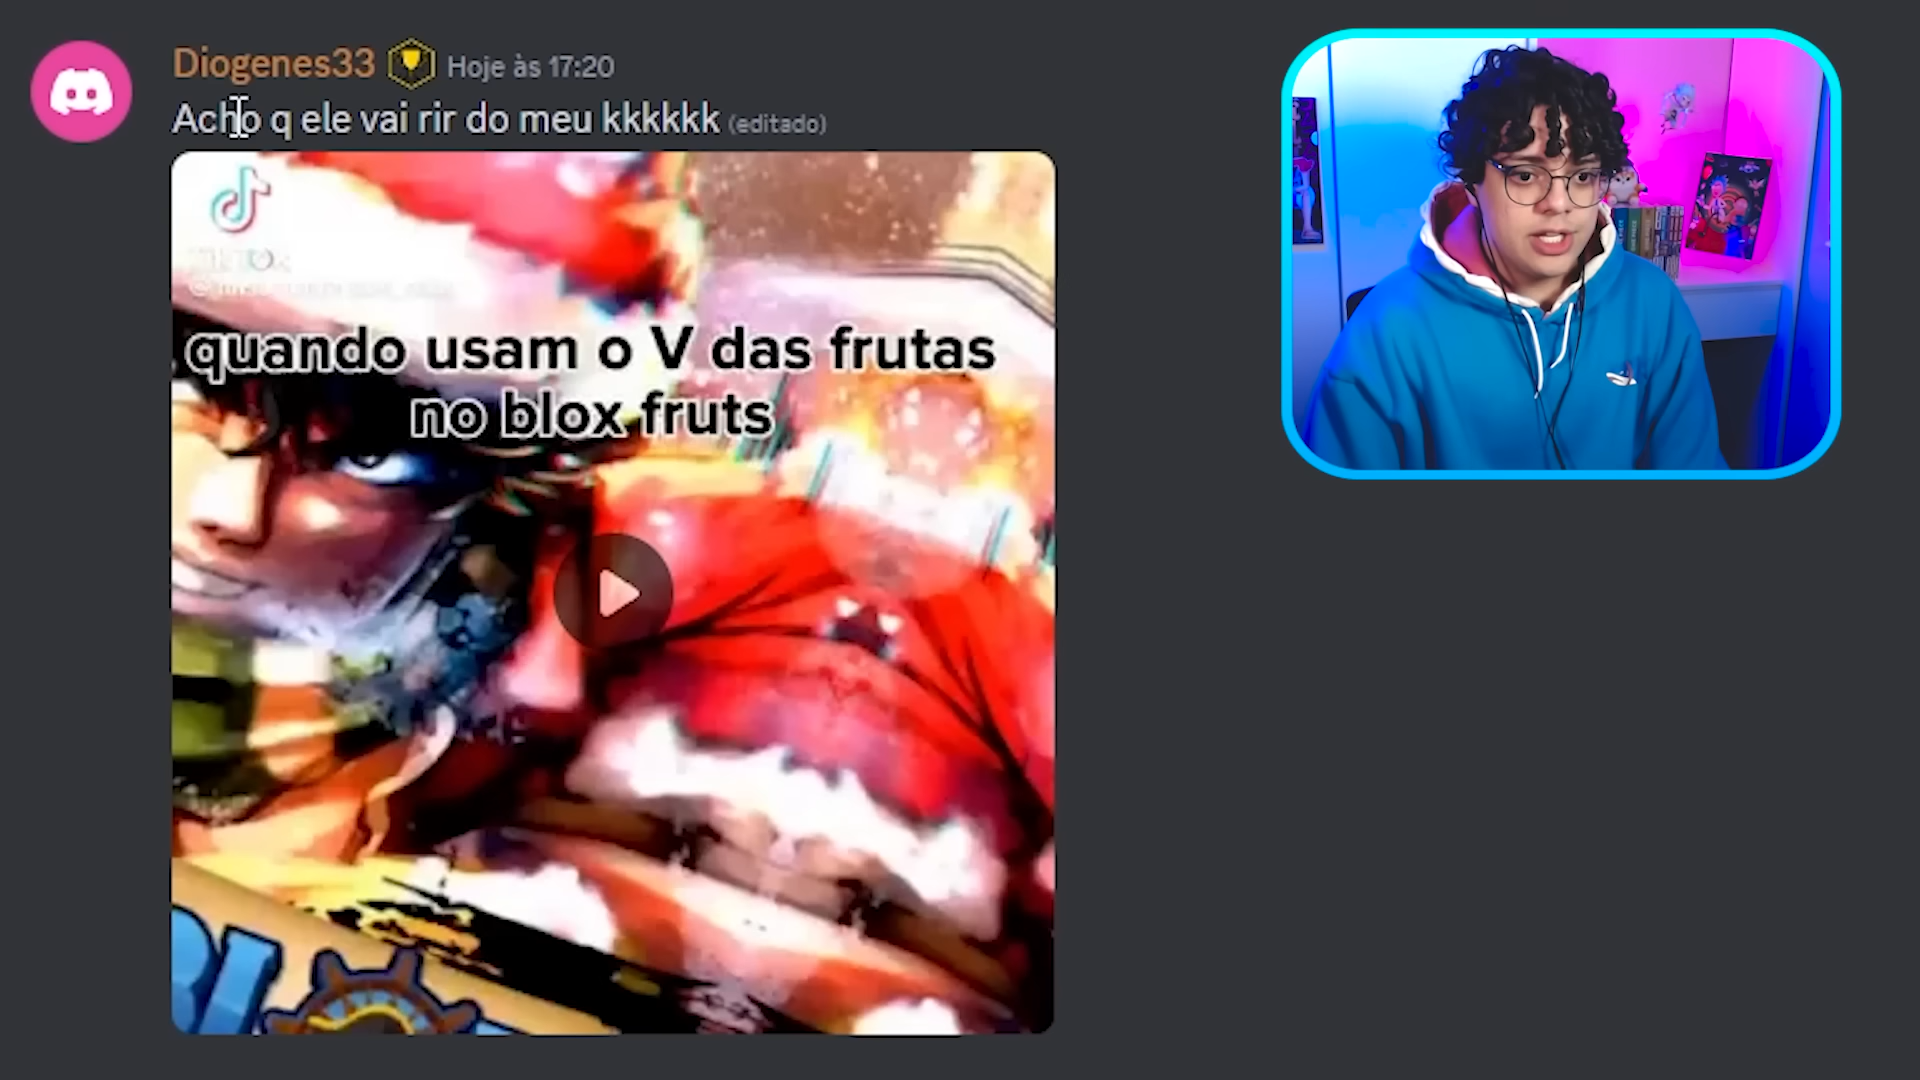 Diogenes33 Hoje às 17:20
Acho q ele vai rir do meu kkkkkk (editado)
quando usam o V das frutas
no blox fruts